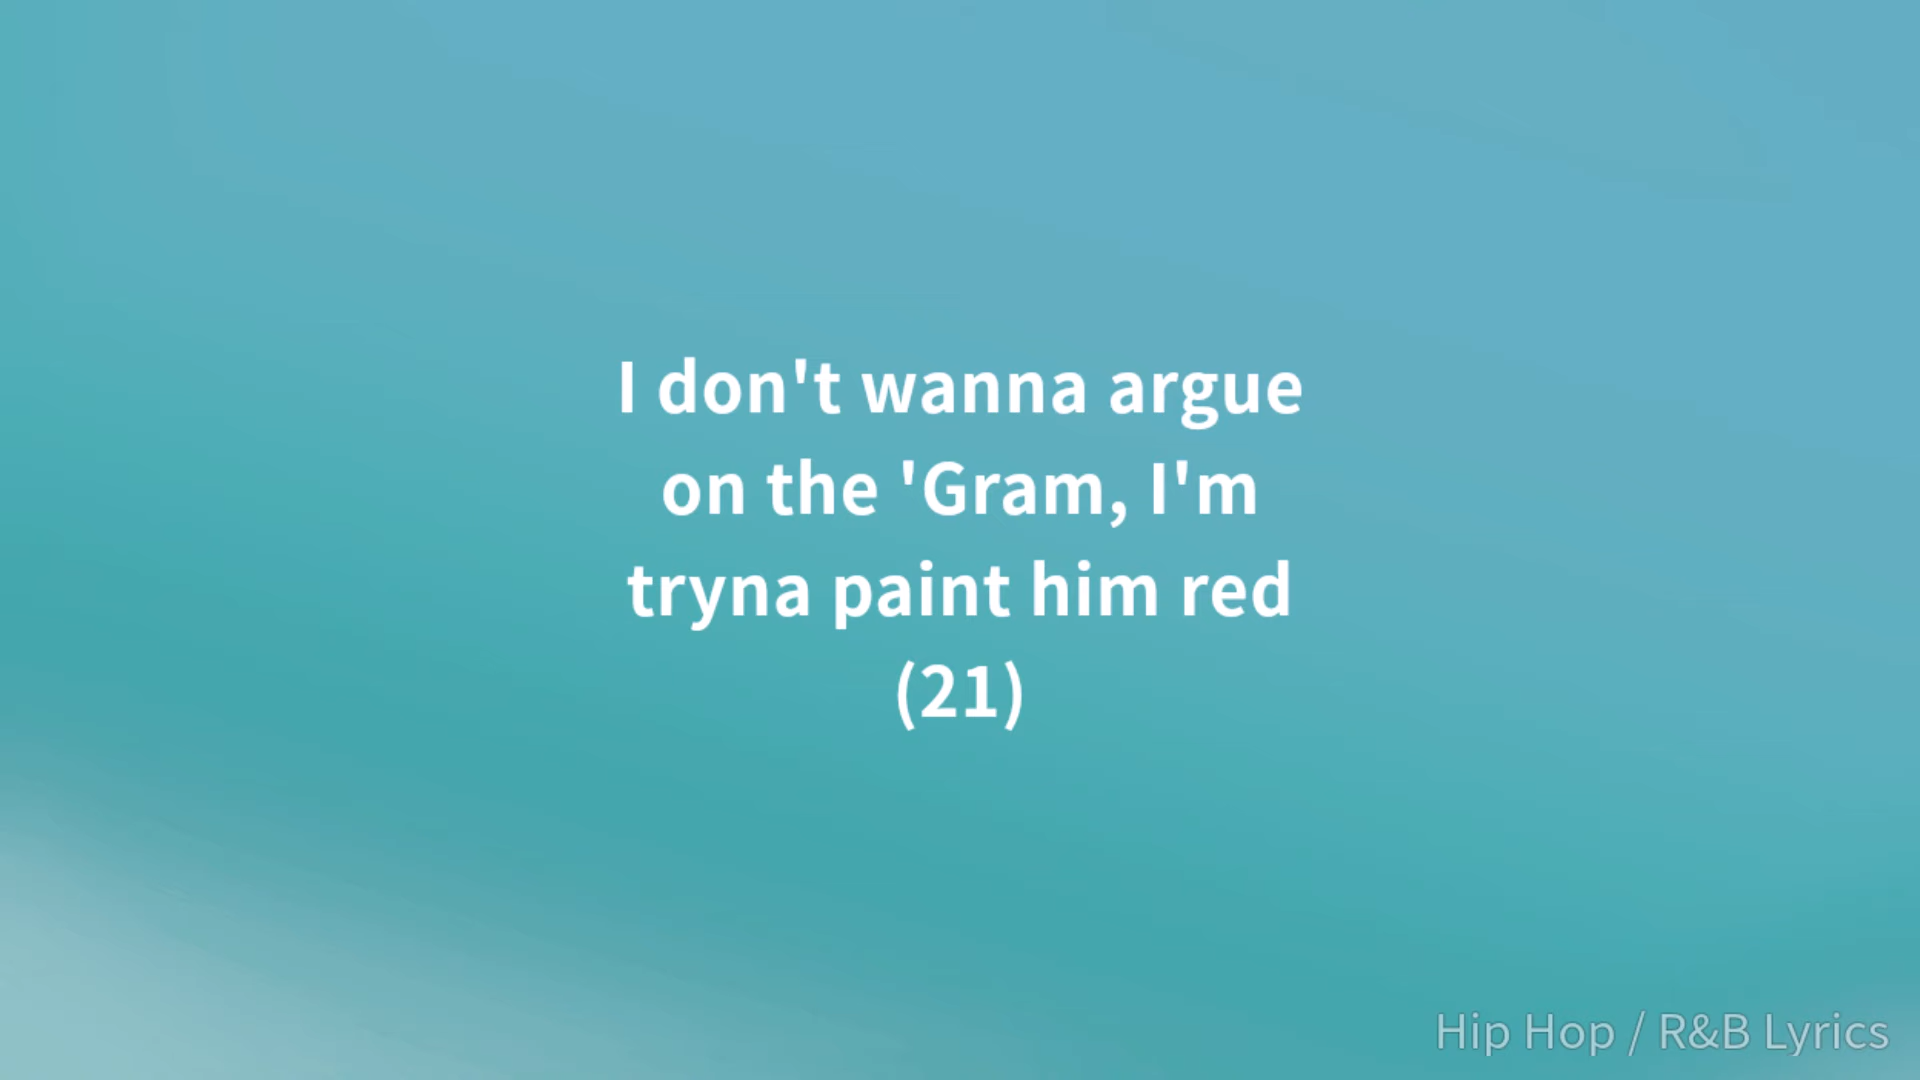 I don't wanna argue
on the 'Gram, I'm
tryna paint him red
(21)
Hip Hop / R&B Lyrics